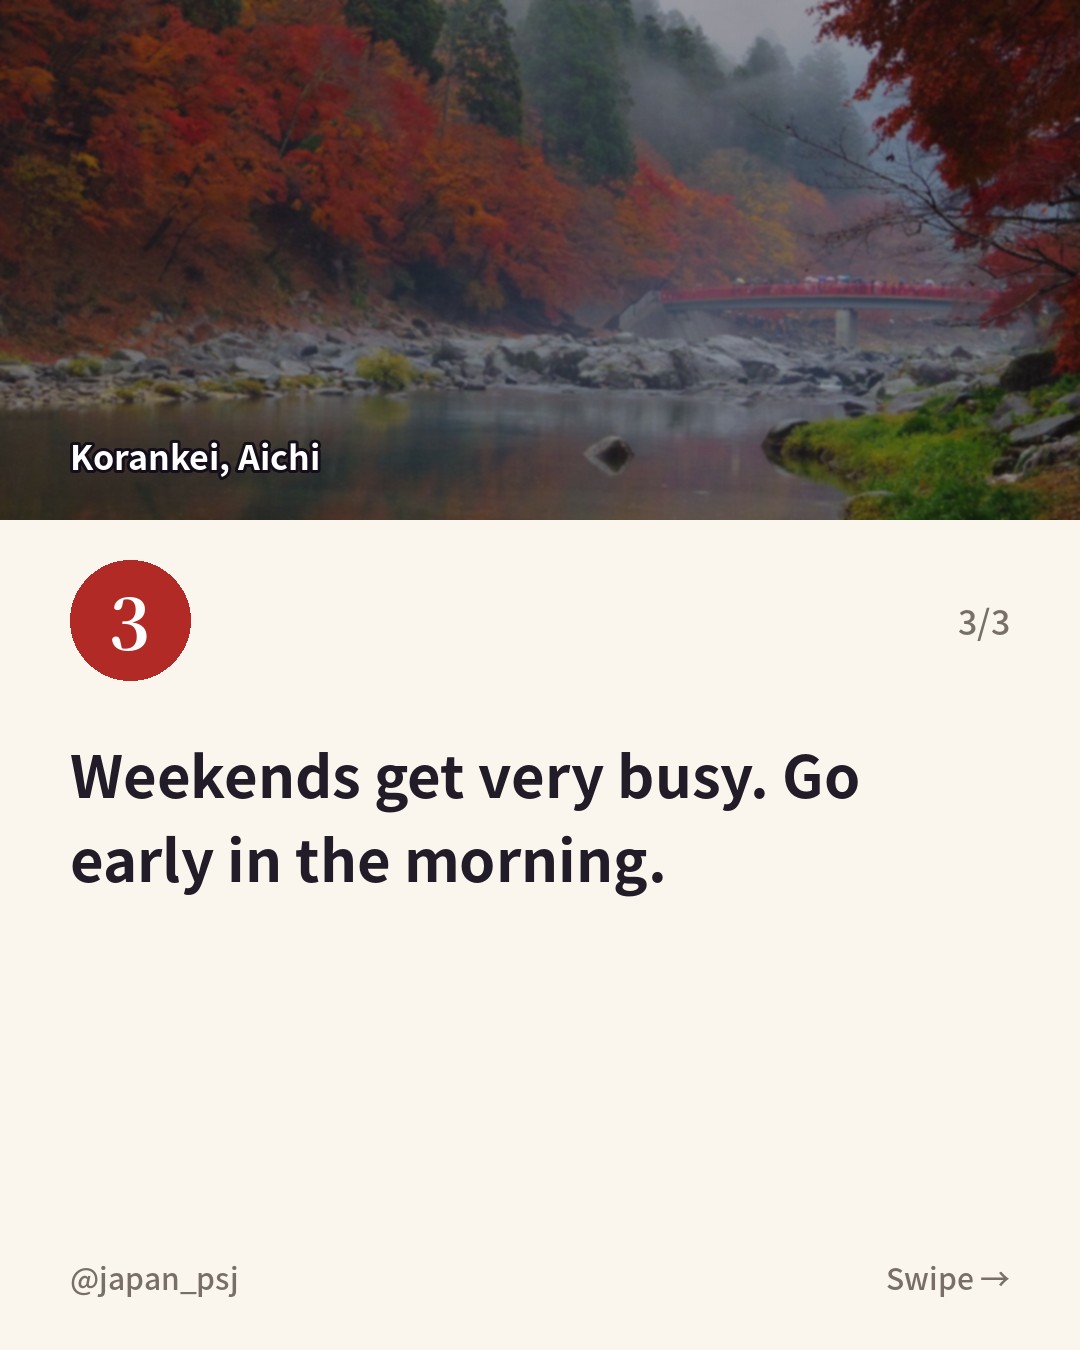 Korankei, Aichi
3
3/3
Weekends get very busy. Go
early in the morning.
@japan_psj
Swipe →